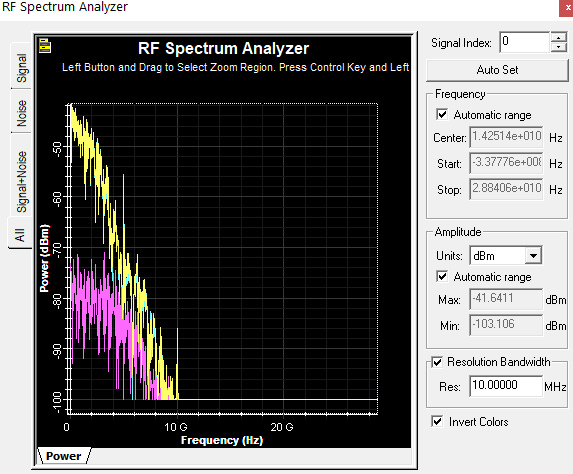 RF Spectrum Analyzer
x
Signal
Noise
Signal+Noise
All
RF Spectrum Analyzer
Left Button and Drag to Select Zoom Region. Press Control Key and Left
Power (dBm)
-50
-60
-70
-80
-90
-100
0
10 G
20 G
Frequency (Hz)
Power
Signal Index: 0
Auto Set
Frequency
Automatic range
Center: 1.42514e+010 Hz
Start: -3.37776e+008 Hz
Stop: 2.88406e+010 Hz
Amplitude
Units: dBm
Automatic range
Max: -41.6411 dBm
Min: -103.106 dBm
Resolution Bandwidth
Res: 10.00000 MHz
Invert Colors